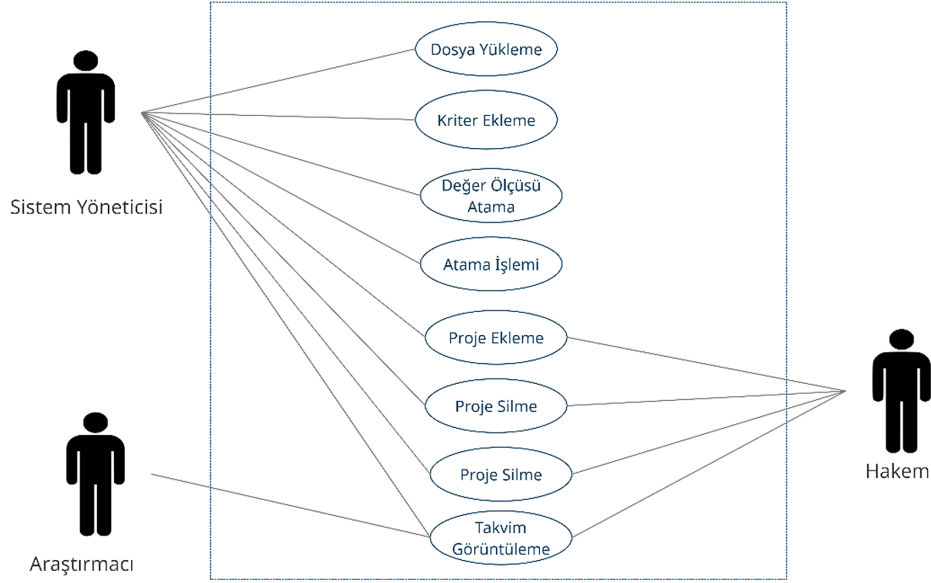 Dosya Yükleme
Kriter Ekleme
Değer Ölçüsü
Atama
Sistem Yöneticisi
Atama İşlemi
Proje Ekleme
Proje Silme
Proje Silme
Hakem
Takvim
Görüntüleme
Araştırmacı